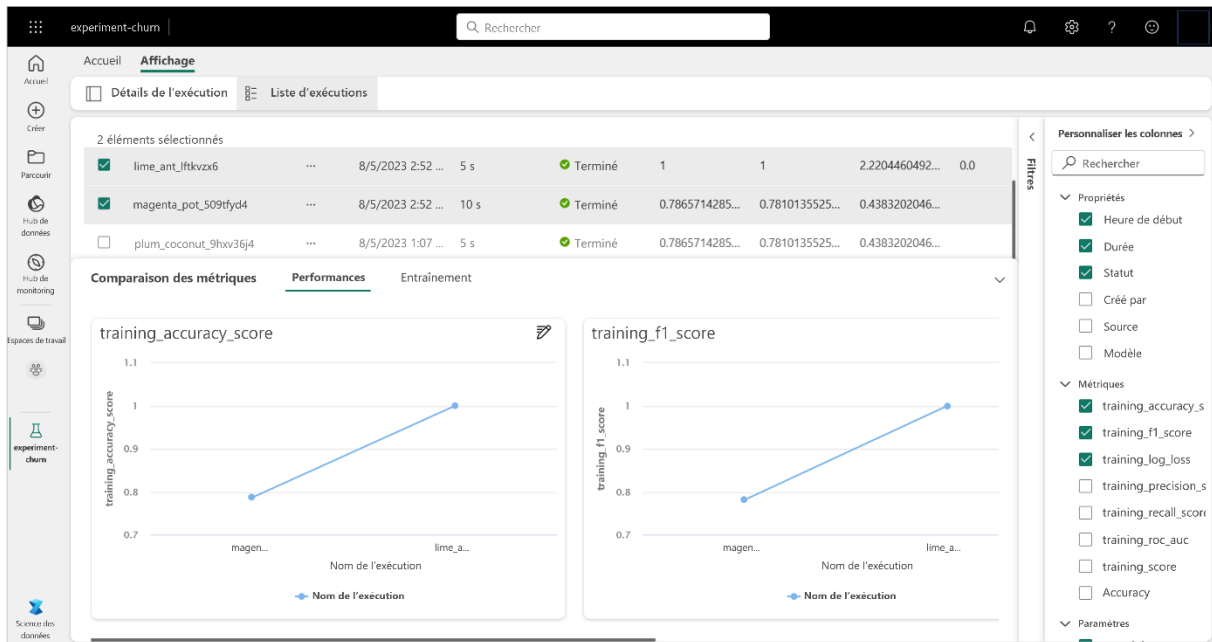 experiment-churn
Rechercher
?
Accueil
Créer
Parcourir
Hub de
données
Hub de
monitoring
Espaces de travail
experiment-
churn
Science des
données
Accueil Affichage
Détails de l'exécution Liste d'exécutions
2 éléments sélectionnés
lime_ant_lftkvzx6 ... 8/5/2023 2:52 ... 5 s Terminé 1 1 2.2204460492... 0.0
magenta_pot_509tfyd4 ... 8/5/2023 2:52 ... 10 s Terminé 0.7865714285... 0.7810135525... 0.4383202046...
plum_coconut_9hxv36j4 ... 8/5/2023 1:07 ... 5 s Terminé 0.7865714285... 0.7810135525... 0.4383202046...
Comparaison des métriques Performances Entraînement
training_accuracy_score
training_accuracy_score
1.1
1
0.9
0.8
0.7
magen... lime_a...
Nom de l'exécution
Nom de l'exécution
training_f1_score
training_f1_score
1.1
1
0.9
0.8
0.7
magen... lime_a...
Nom de l'exécution
Nom de l'exécution
Filtres
Personnaliser les colonnes
Rechercher
Propriétés
Heure de début
Durée
Statut
Créé par
Source
Modèle
Métriques
training_accuracy_s
training_f1_score
training_log_loss
training_precision_s
training_recall_score
training_roc_auc
training_score
Accuracy
Paramètres